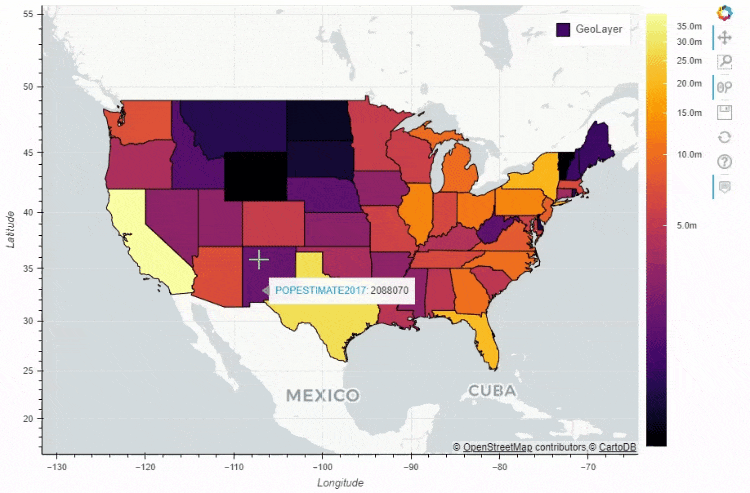 55
50
45
40
35
30
25
20
Latitude
−130
−120
−110
−100
−90
−80
−70
Longitude
GeoLayer
POPESTIMATE2017: 2088070
MEXICO
CUBA
© OpenStreetMap contributors,© CartoDB
35.0m
30.0m
25.0m
20.0m
15.0m
10.0m
5.0m